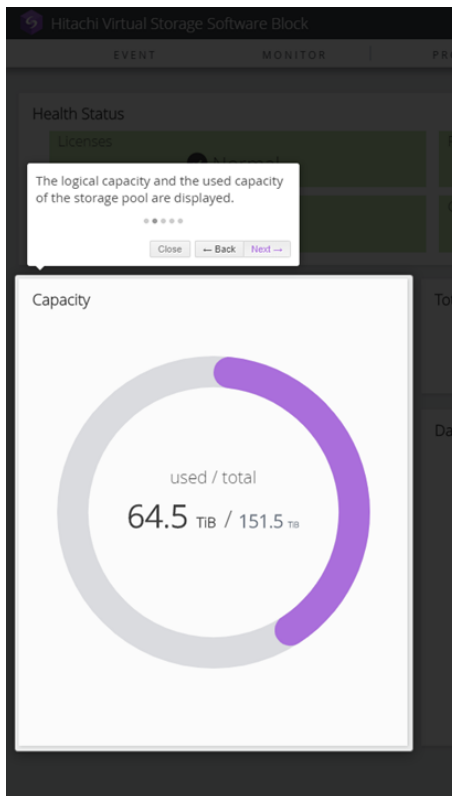 Hitachi Virtual Storage Software Block
EVENT MONITOR
Health Status
Licenses
Normal
The logical capacity and the used capacity
of the storage pool are displayed.
Close ← Back Next →
Capacity
used / total
64.5 TiB / 151.5 TiB